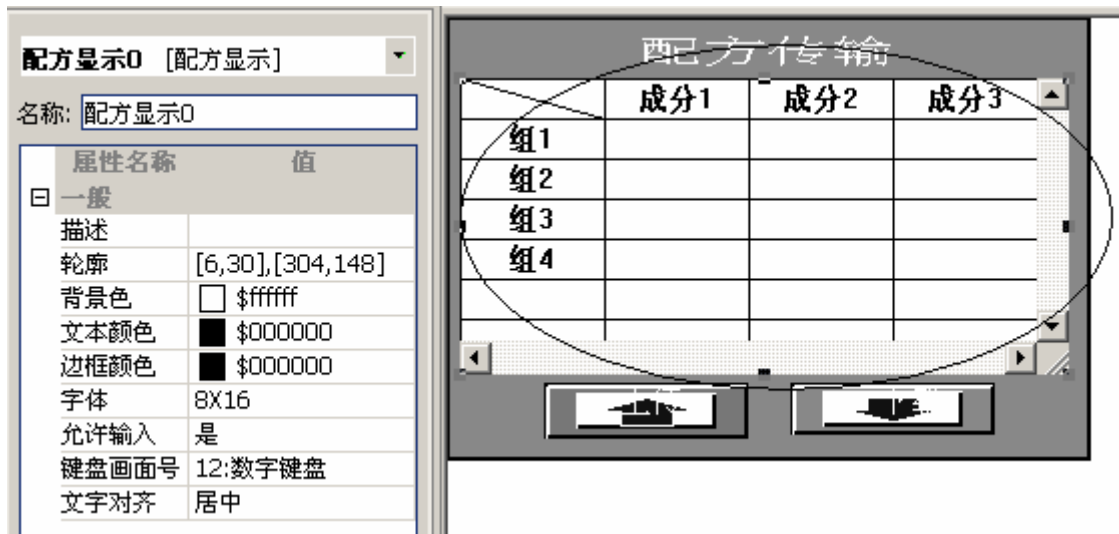 配方显示0 [配方显示]
名称: 配方显示0
属性名称 值
一般
描述
轮廓 [6,30],[304,148]
背景色 $ffffff
文本颜色 $000000
边框颜色 $000000
字体 8X16
允许输入 是
键盘画面号 12:数字键盘
文字对齐 居中
配方传输
成分1 成分2 成分3
组1
组2
组3
组4